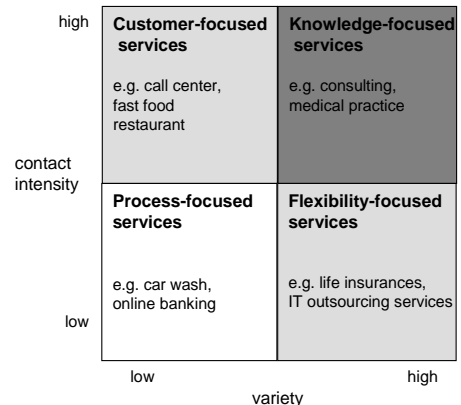 high
Customer-focused
services
e.g. call center,
fast food
restaurant
Knowledge-focused
services
e.g. consulting,
medical practice
contact
intensity
Process-focused
services
e.g. car wash,
online banking
Flexibility-focused
services
e.g. life insurances,
IT outsourcing services
low
low
high
variety